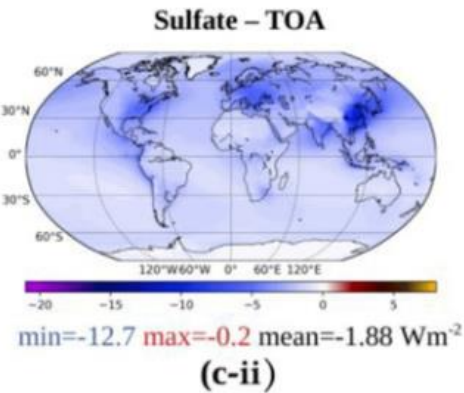 Sulfate – TOA
60°N
30°N
0°
30°S
60°S
120°W 60°W 0° 60°E 120°E
−20 −15 −10 −5 0 5
min=-12.7 max=-0.2 mean=-1.88 Wm⁻²
(c-ii)